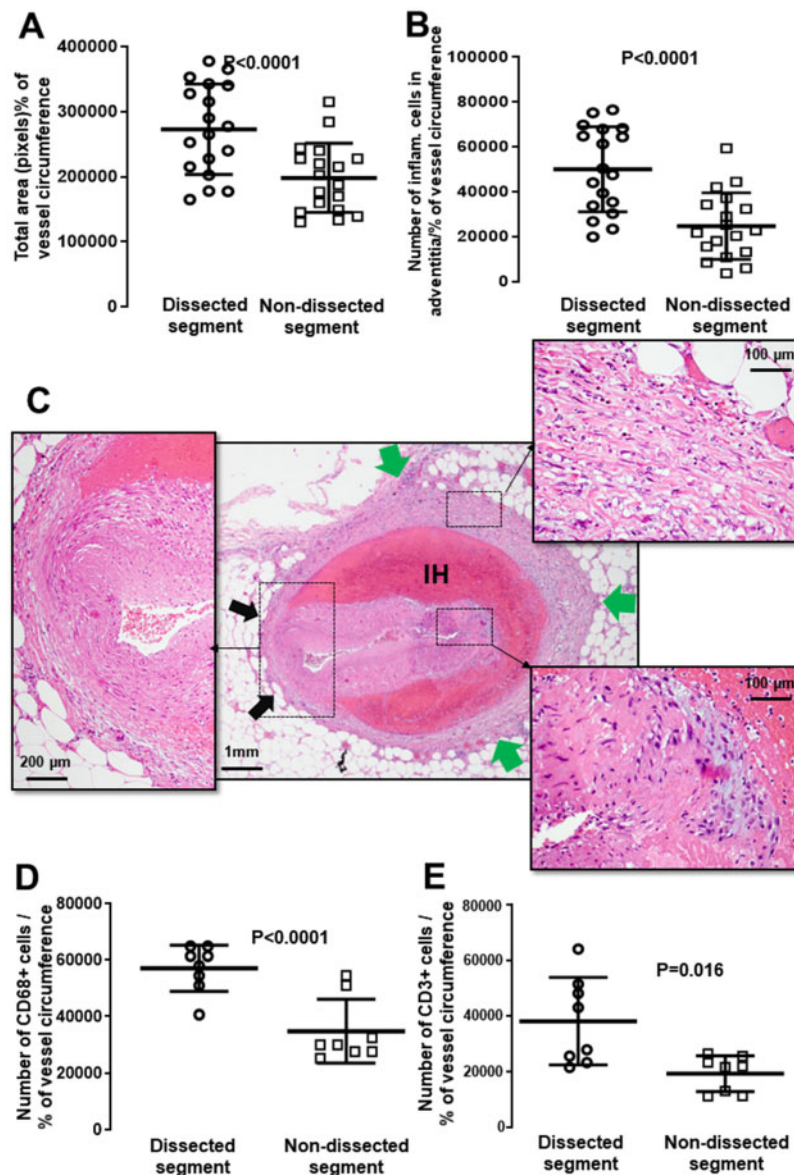 A
Total area (pixels)% of
vessel circumference
400000
300000
200000
100000
0
P<0.0001
Dissected
segment
Non-dissected
segment
B
Number of inflam. cells in
adventitia/% of vessel circumference
100000
80000
60000
40000
20000
0
P<0.0001
Dissected
segment
Non-dissected
segment
C
200 µm
IH
1mm
100 µm
100 µm
D
Number of CD68+ cells /
% of vessel circumference
80000
60000
40000
20000
0
P<0.0001
Dissected
segment
Non-dissected
segment
E
Number of CD3+ cells /
% of vessel circumference
80000
60000
40000
20000
0
P=0.016
Dissected
segment
Non-dissected
segment